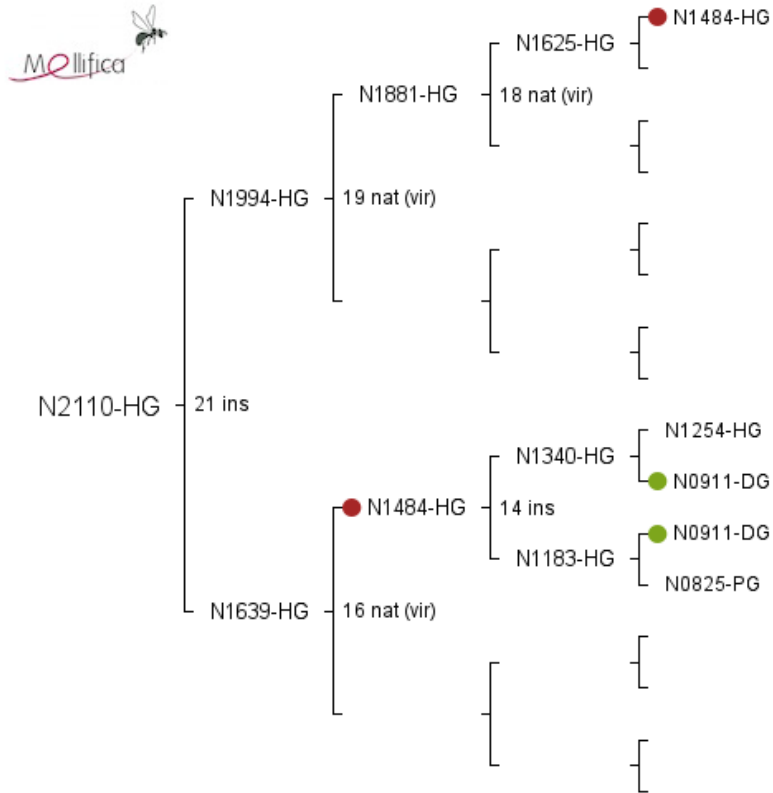 Mellifica
N1484-HG
N1625-HG
N1881-HG
18 nat (vir)
N1994-HG
19 nat (vir)
N2110-HG
21 ins
N1254-HG
N1340-HG
N0911-DG
N1484-HG
14 ins
N0911-DG
N1183-HG
N0825-PG
N1639-HG
16 nat (vir)